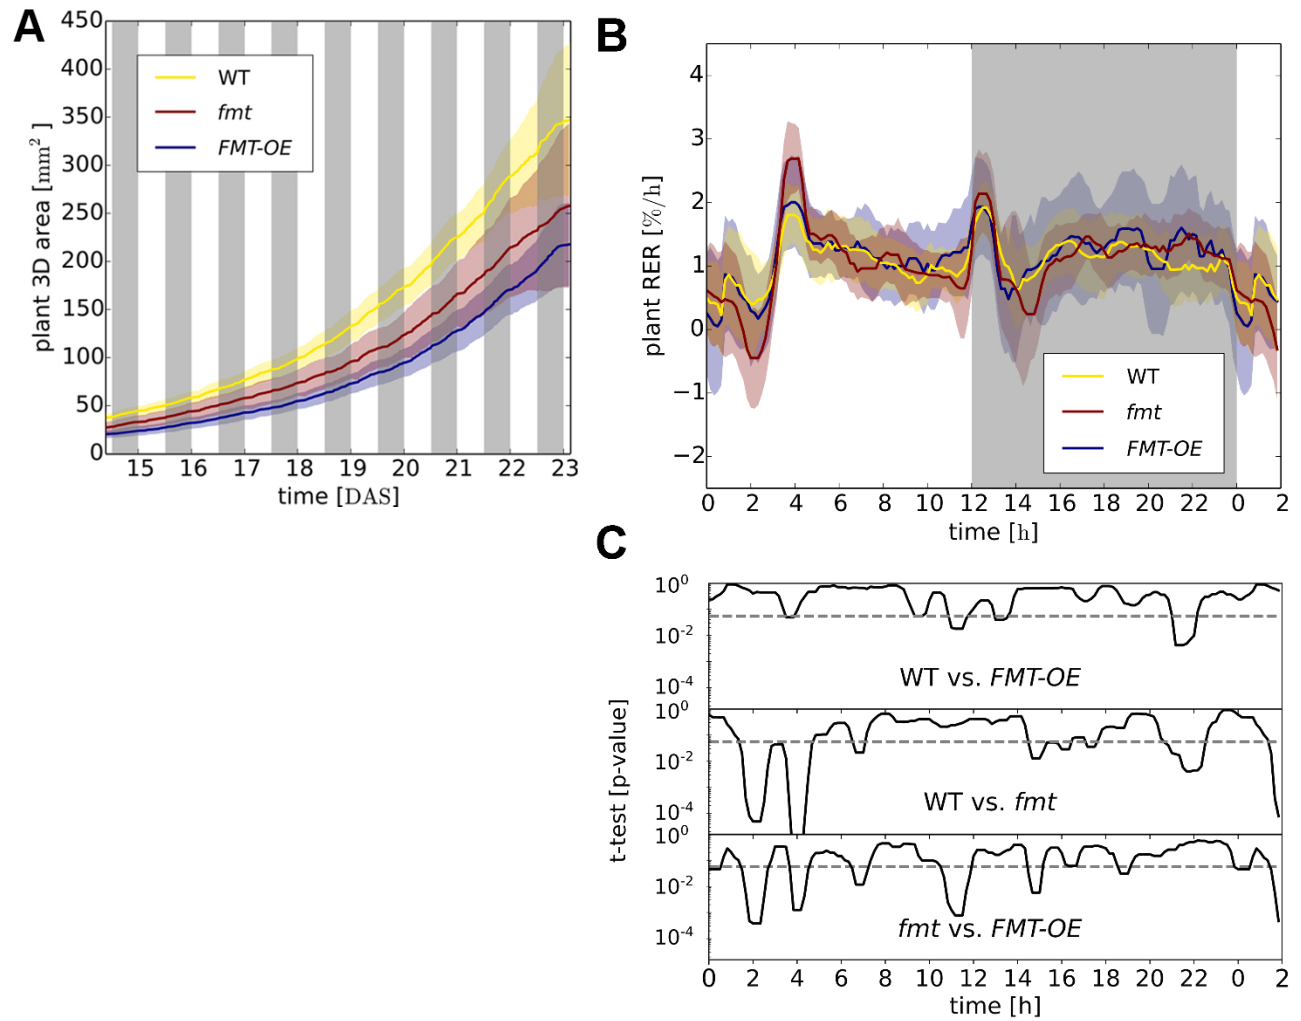 A
450
400
350
300
250
200
150
100
50
0
plant 3D area [mm²]
WT
fmt
FMT-OE
15 16 17 18 19 20 21 22 23
time [DAS]
B
4
3
2
1
0
−1
−2
plant RER [%/h]
WT
fmt
FMT-OE
0 2 4 6 8 10 12 14 16 18 20 22 0 2
time [h]
C
t-test [p-value]
10⁰
10⁻²
10⁻⁴
WT vs. FMT-OE
10⁰
10⁻²
10⁻⁴
WT vs. fmt
10⁰
10⁻²
10⁻⁴
fmt vs. FMT-OE
0 2 4 6 8 10 12 14 16 18 20 22 0 2
time [h]